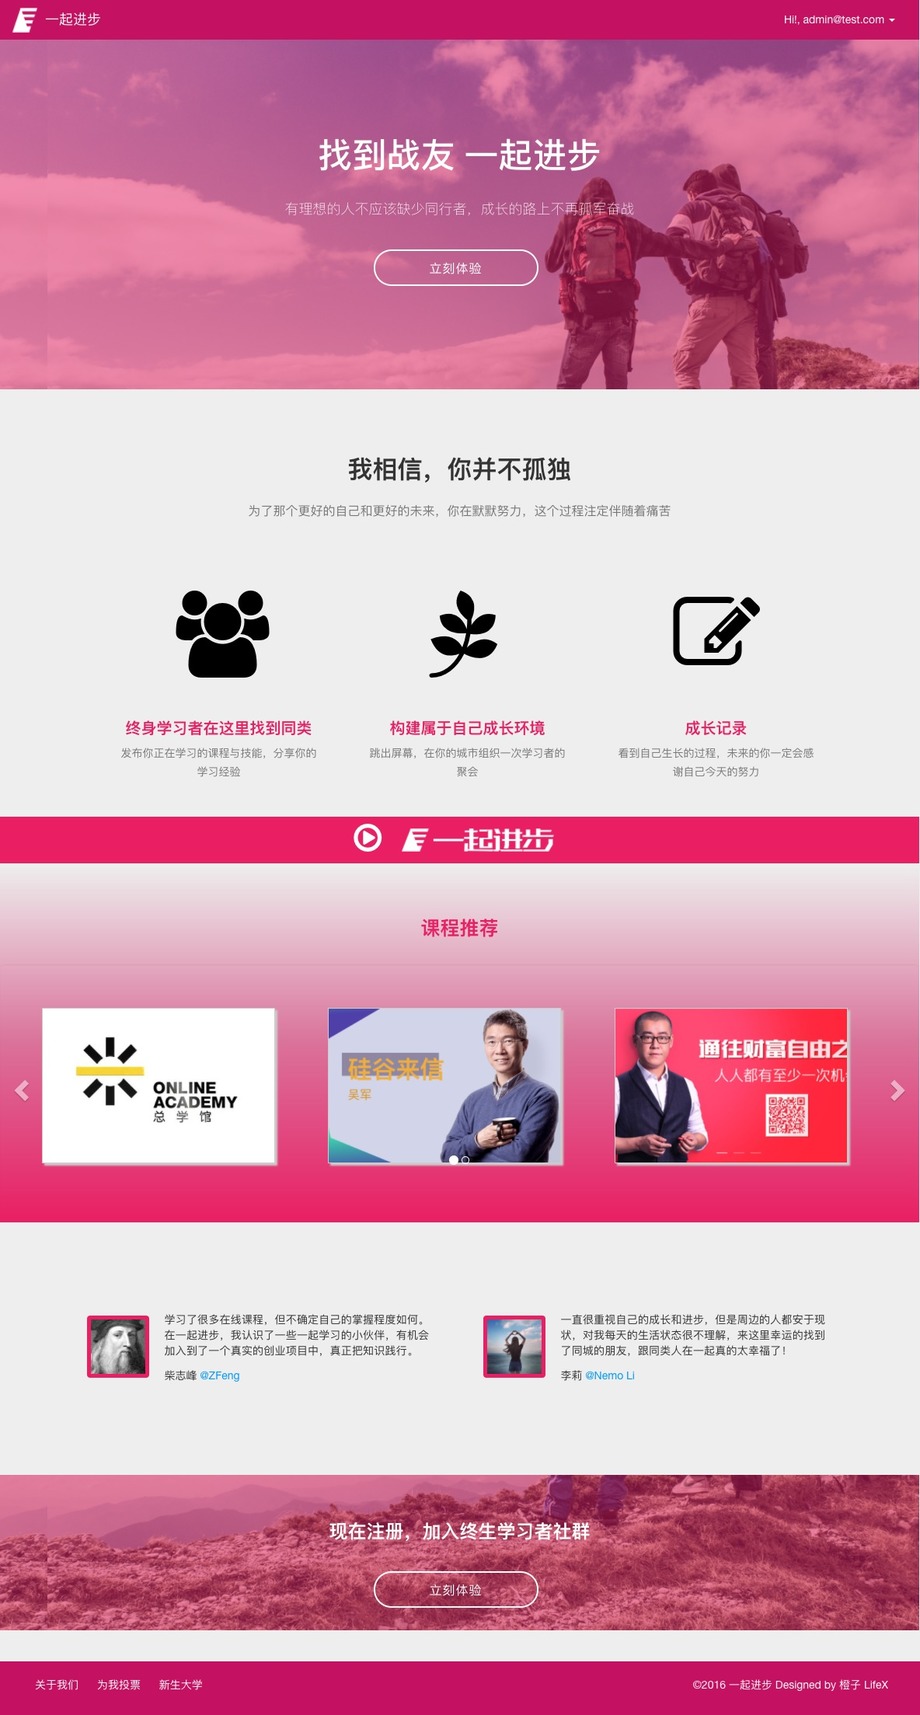 一起进步
Hi!, admin@test.com
找到战友 一起进步
有理想的人不应该缺少同行者，成长的路上不再孤军奋战
立刻体验
我相信，你并不孤独
为了那个更好的自己和更好的未来，你在默默努力，这个过程注定伴随着痛苦
终身学习者在这里找到同类
发布你正在学习的课程与技能，分享你的
学习经验
构建属于自己成长环境
跳出屏幕，在你的城市组织一次学习者的
聚会
成长记录
看到自己生长的过程，未来的你一定会感
谢自己今天的努力
一起进步
课程推荐
ONLINE
ACADEMY
总学馆
硅谷来信
吴军
通往财富自由之
人人都有至少一次机
学习了很多在线课程，但不确定自己的掌握程度如何。
在一起进步，我认识了一些一起学习的小伙伴，有机会
加入到了一个真实的创业项目中，真正把知识践行。
柴志峰 @ZFeng
一直很重视自己的成长和进步，但是周边的人都安于现
状，对我每天的生活状态很不理解，来这里幸运的找到
了同城的朋友，跟同类人在一起真的太幸福了！
李莉 @Nemo Li
现在注册，加入终生学习者社群
立刻体验
关于我们 为我投票 新生大学
©2016 一起进步 Designed by 橙子 LifeX